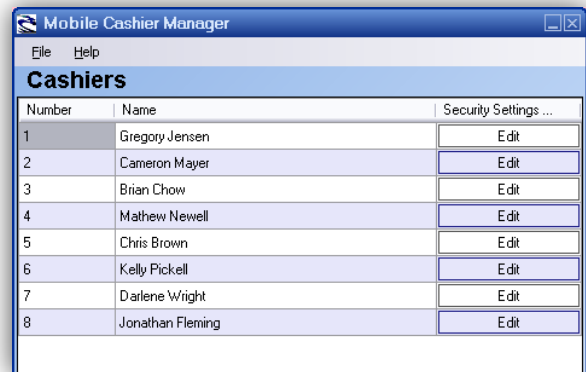 Mobile Cashier Manager
File Help
Cashiers
Number Name Security Settings ...
1 Gregory Jensen Edit
2 Cameron Mayer Edit
3 Brian Chow Edit
4 Mathew Newell Edit
5 Chris Brown Edit
6 Kelly Pickell Edit
7 Darlene Wright Edit
8 Jonathan Fleming Edit